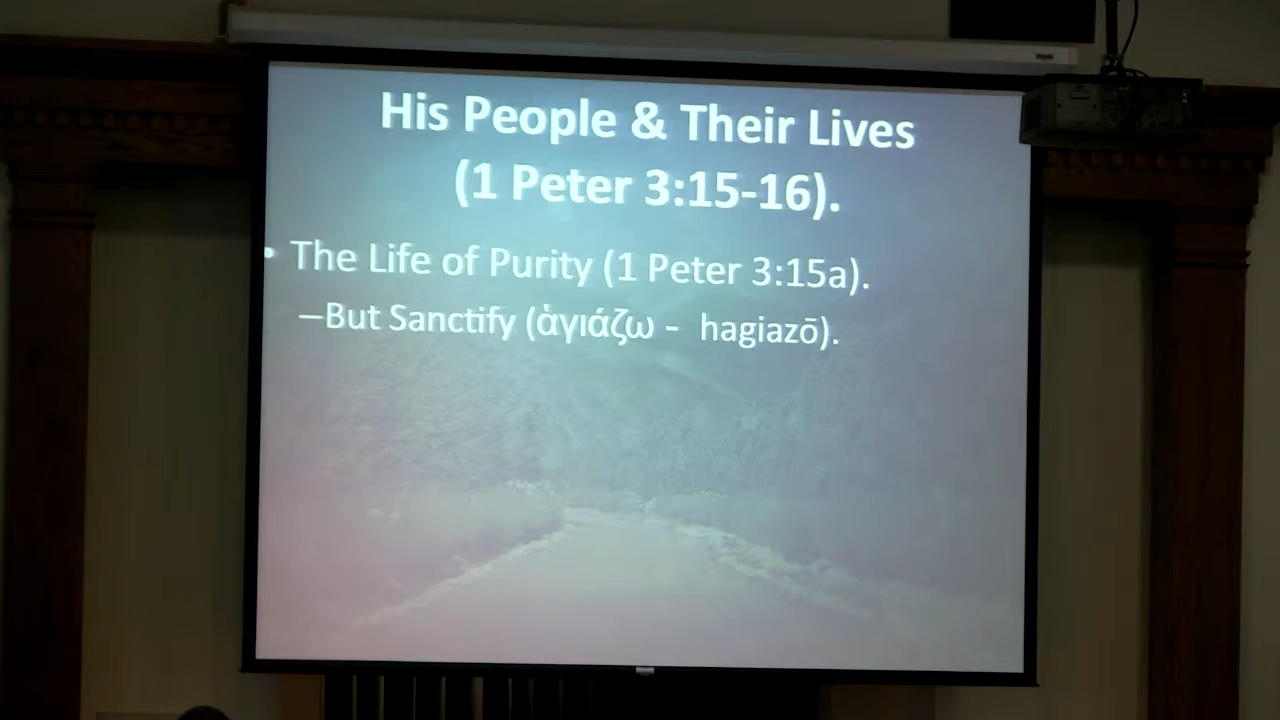 His People & Their Lives
(1 Peter 3:15-16).
• The Life of Purity (1 Peter 3:15a).
–But Sanctify (ἁγιάζω - hagiazō).